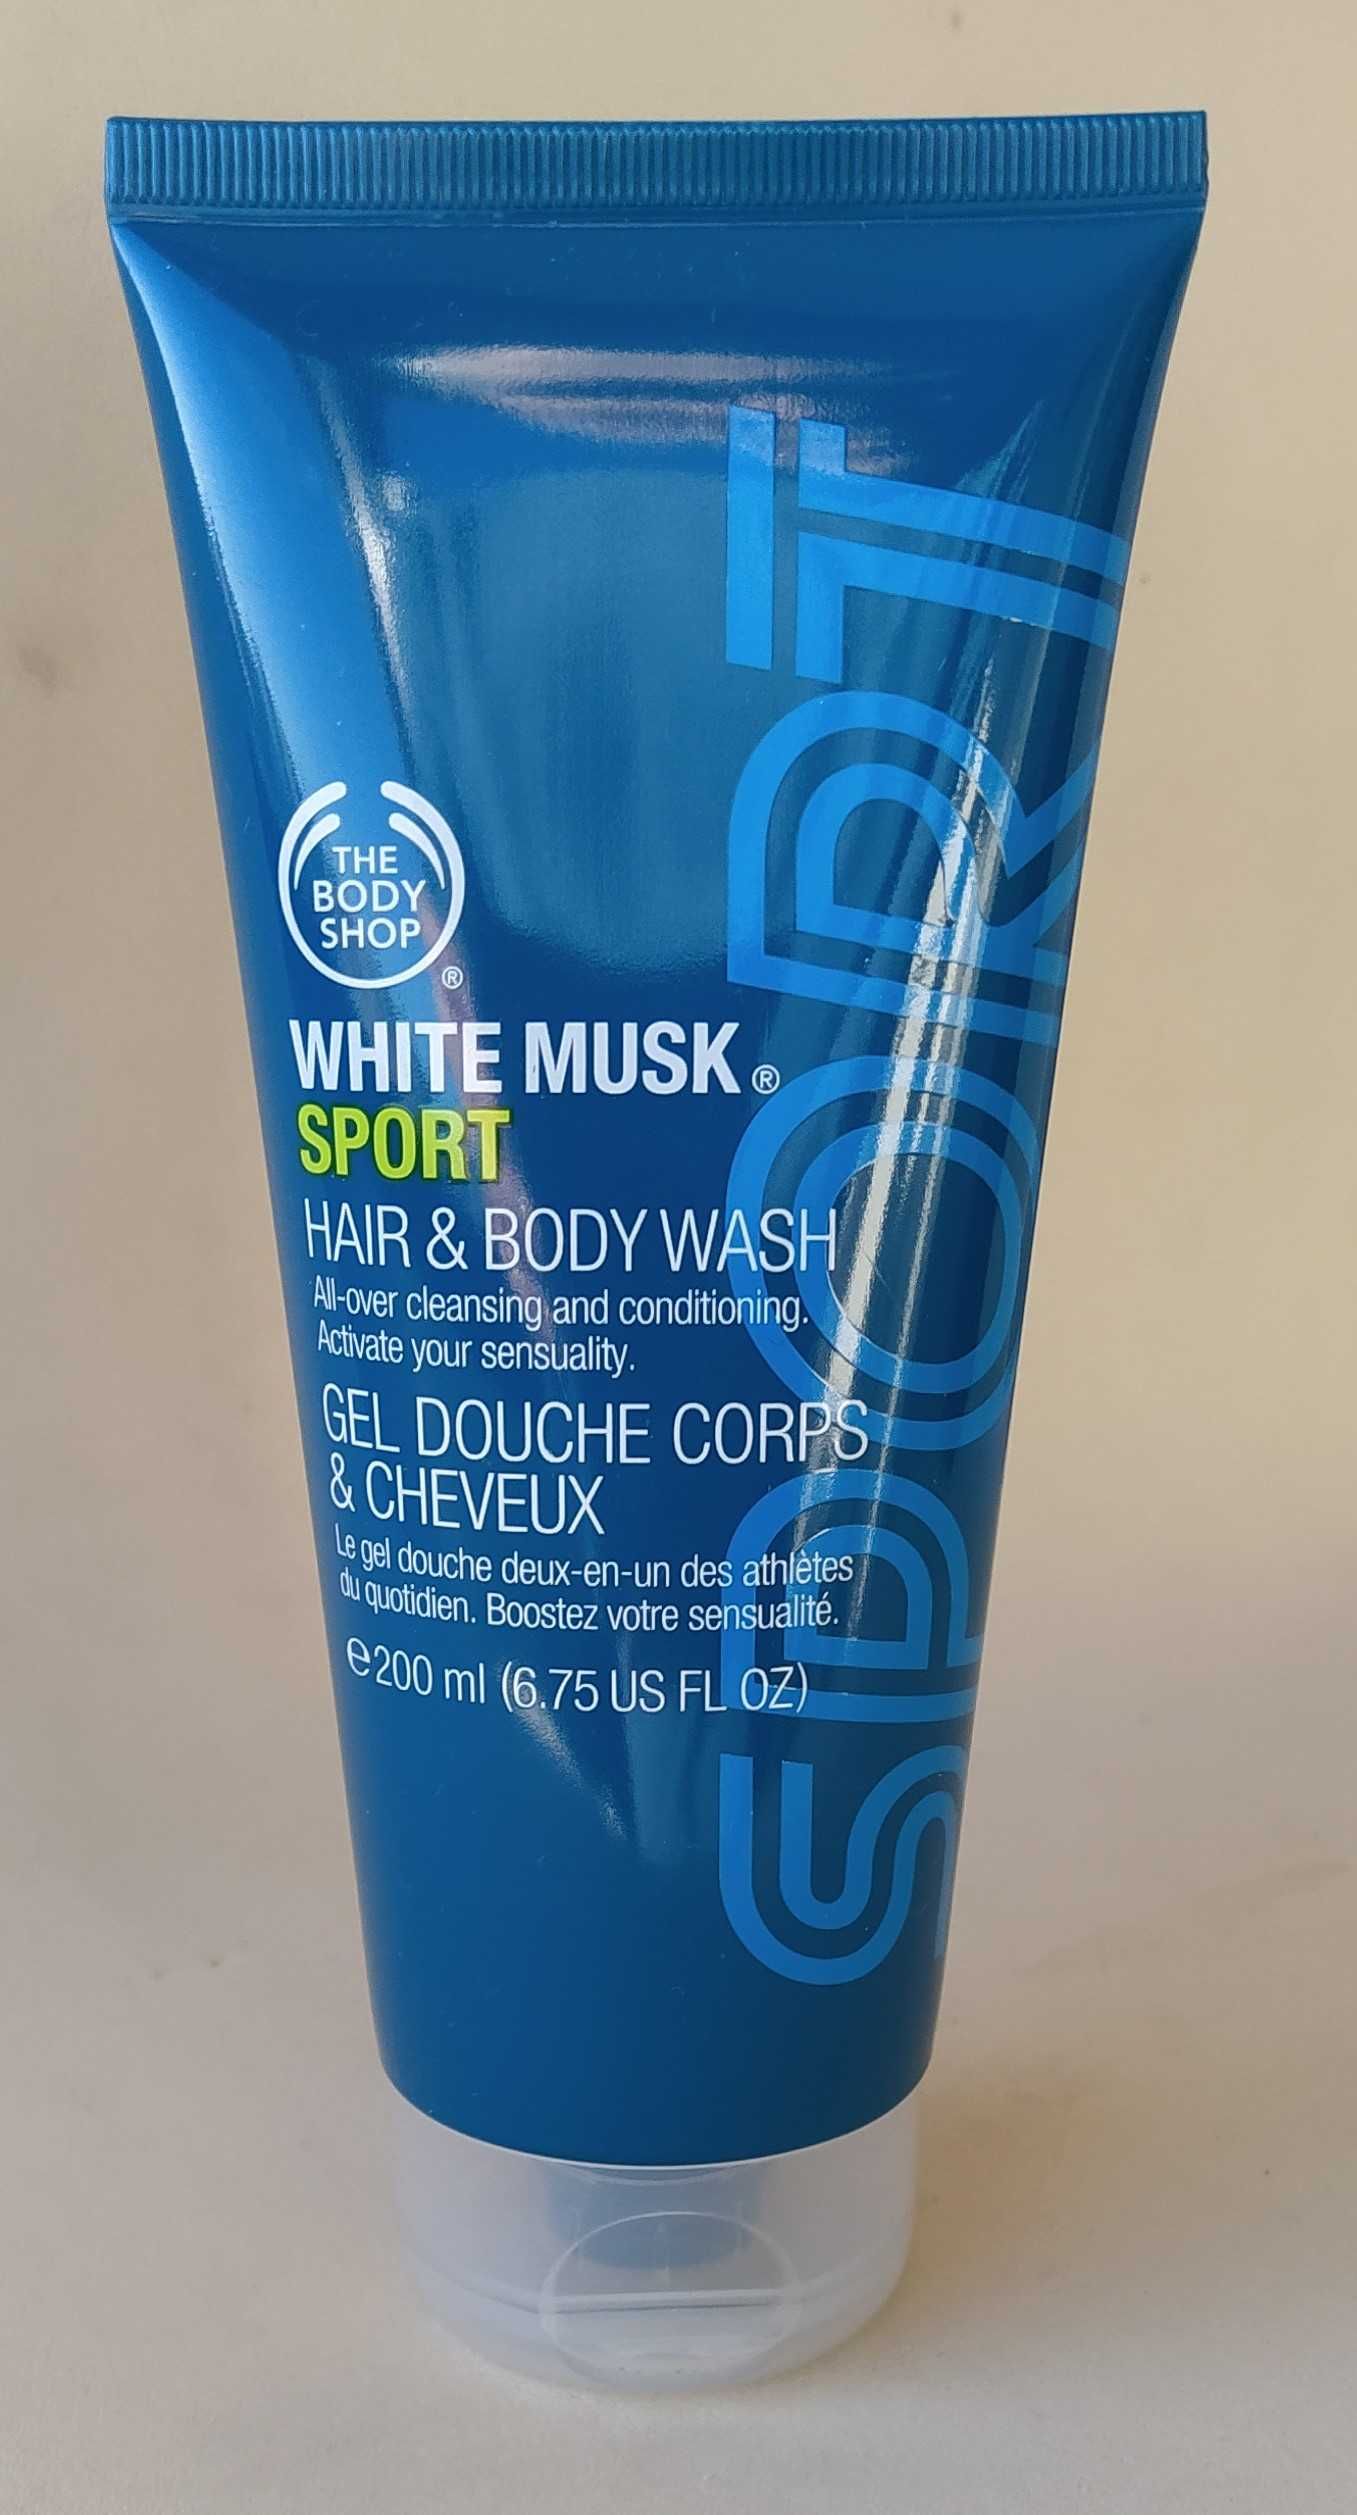 THE
BODY
SHOP
®
WHITE MUSK®
SPORT
HAIR & BODY WASH
All-over cleansing and conditioning.
Activate your sensuality.
GEL DOUCHE CORPS
& CHEVEUX
Le gel douche deux-en-un des athlètes
du quotidien. Boostez votre sensualité.
℮200 ml (6.75 US FL OZ)
SPORT